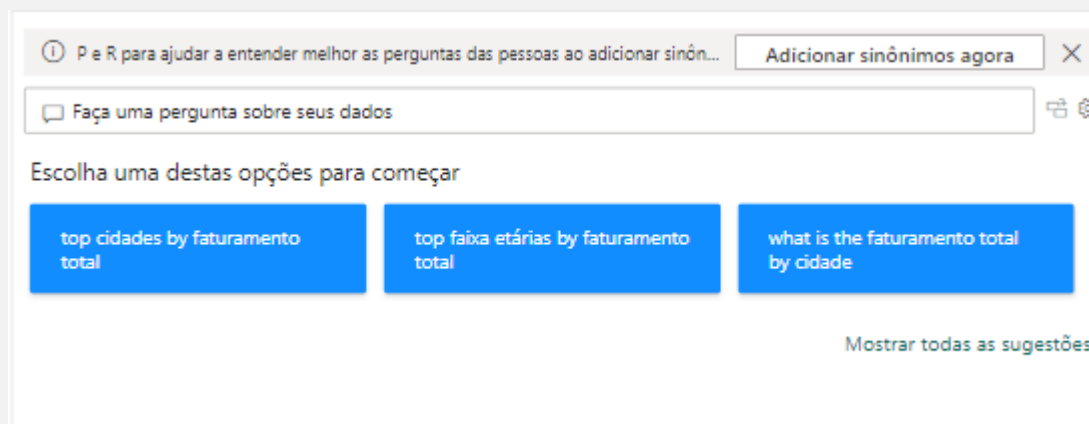 P e R para ajudar a entender melhor as perguntas das pessoas ao adicionar sinôn...
Adicionar sinônimos agora
Faça uma pergunta sobre seus dados
Escolha uma destas opções para começar
top cidades by faturamento
total
top faixa etárias by faturamento
total
what is the faturamento total
by cidade
Mostrar todas as sugestões